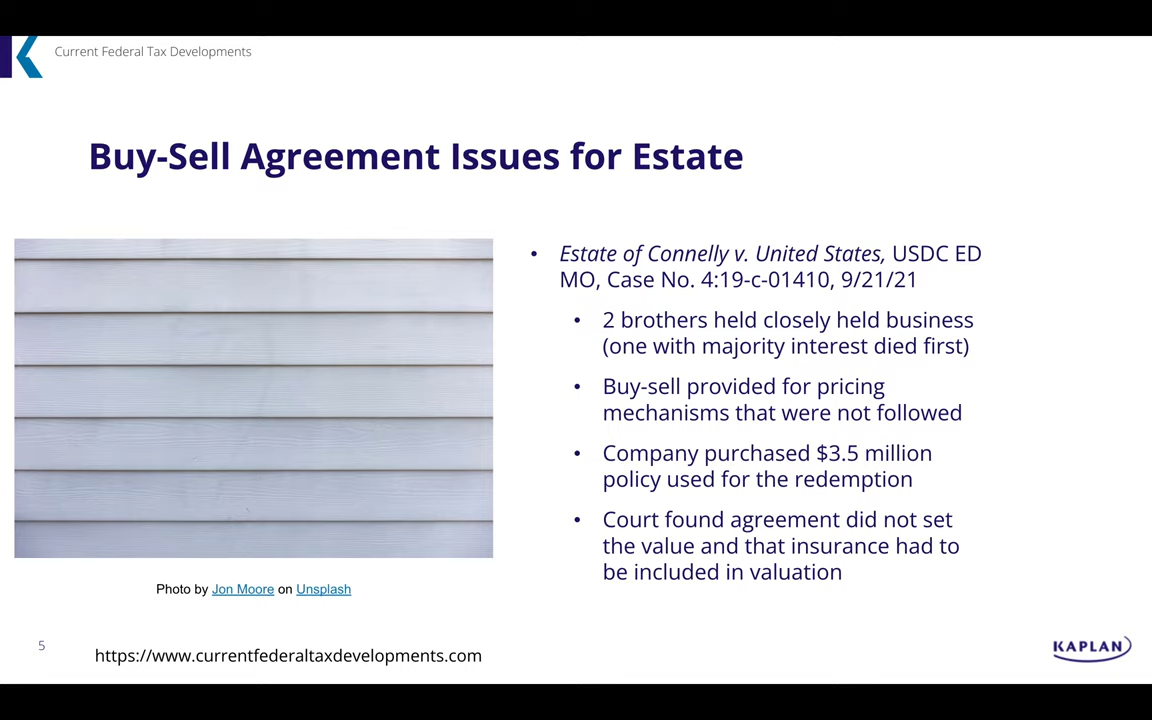 Current Federal Tax Developments
Buy-Sell Agreement Issues for Estate
• Estate of Connelly v. United States, USDC ED
MO, Case No. 4:19-c-01410, 9/21/21
• 2 brothers held closely held business
(one with majority interest died first)
• Buy-sell provided for pricing
mechanisms that were not followed
• Company purchased $3.5 million
policy used for the redemption
• Court found agreement did not set
the value and that insurance had to
be included in valuation
Photo by Jon Moore on Unsplash
5
https://www.currentfederaltaxdevelopments.com
KAPLAN